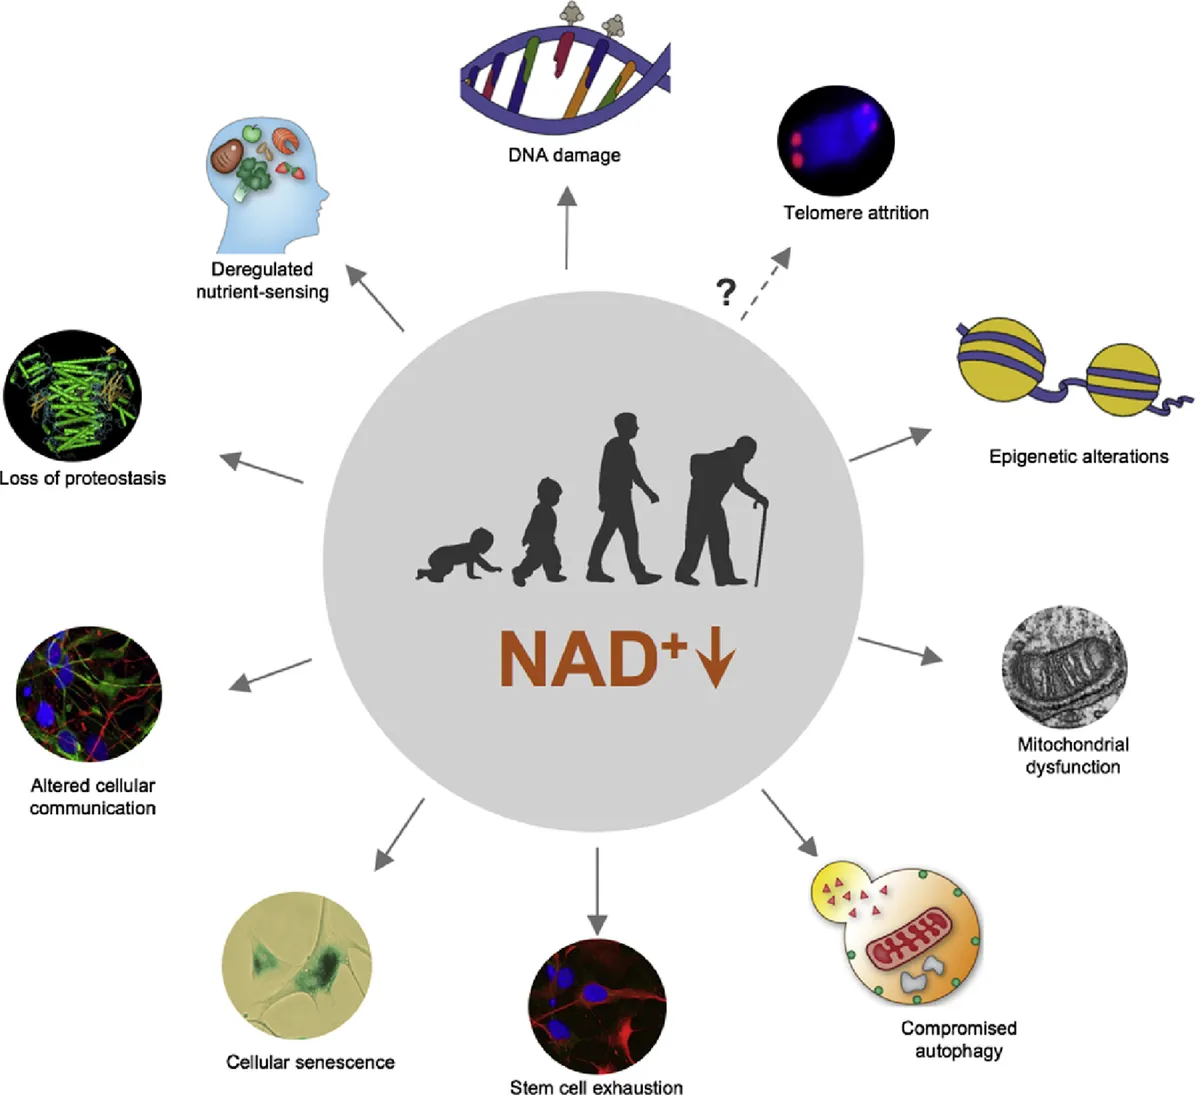 DNA damage
Telomere attrition
?
Epigenetic alterations
Mitochondrial
dysfunction
Compromised
autophagy
Stem cell exhaustion
Cellular senescence
Altered cellular
communication
Loss of proteostasis
Deregulated
nutrient-sensing
NAD⁺↓